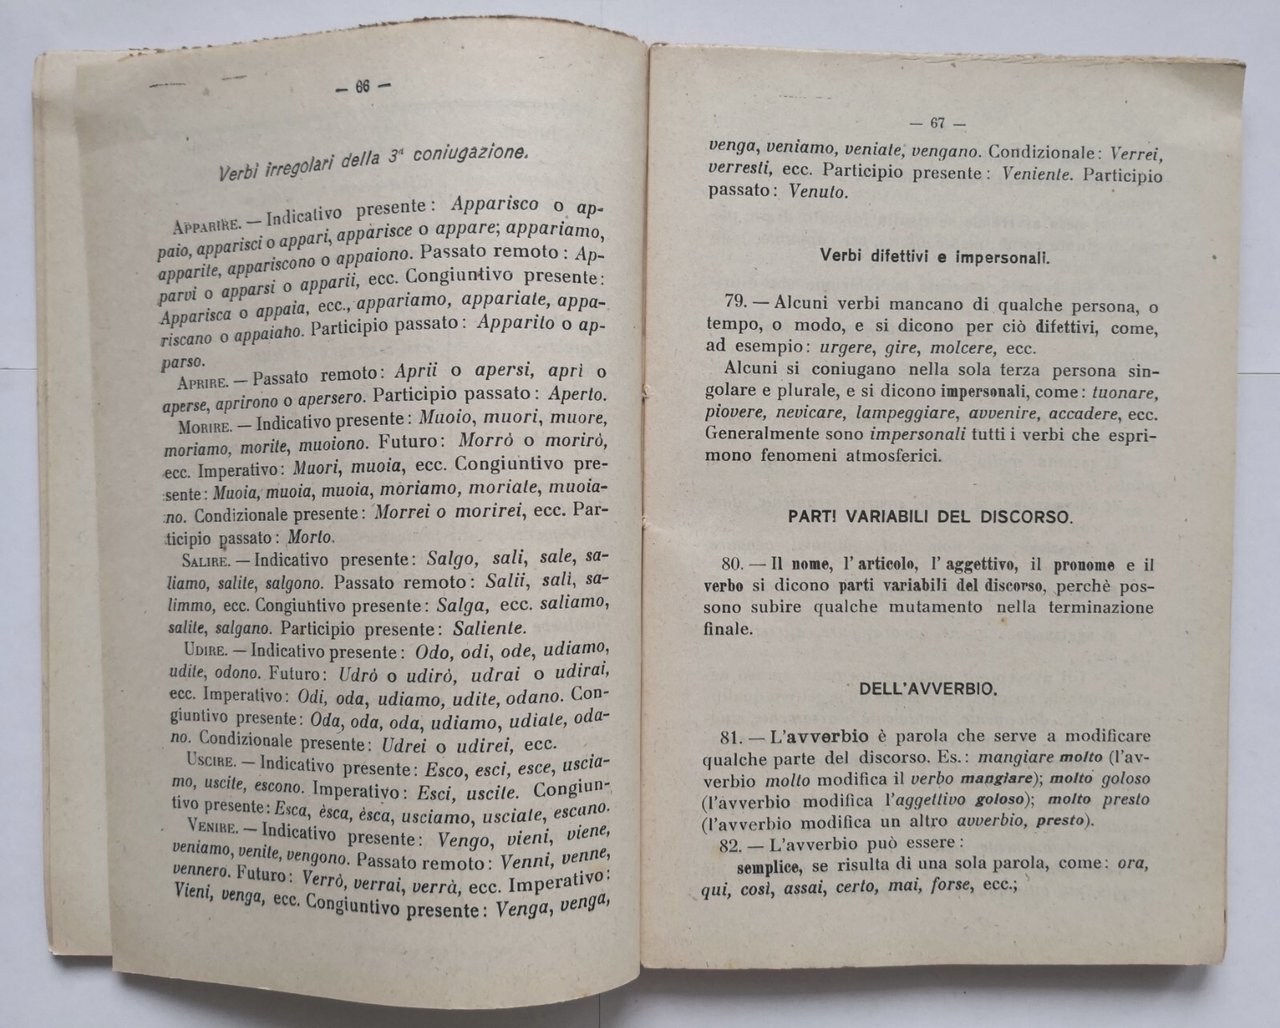 — 66 —
Verbi irregolari della 3ª coniugazione.
APPARIRE. — Indicativo presente: Apparisco o ap-
paio, apparisci o appari, apparisce o appare; appariamo,
apparite, appariscono o appaiono. Passato remoto: Ap-
parvi o apparsi o apparii, ecc. Congiuntivo presente:
Apparisca o appaia, ecc., appariamo, appariate, appa-
riscano o appaiano. Participio passato: Apparito o ap-
parso.
APRIRE. — Passato remoto: Aprii o apersi, aprì o
aperse, aprirono o apersero. Participio passato: Aperto.
MORIRE. — Indicativo presente: Muoio, muori, muore,
moriamo, morite, muoiono. Futuro: Morrò o morirò,
ecc. Imperativo: Muori, muoia, ecc. Congiuntivo pre-
sente: Muoia, muoia, muoia, moriamo, moriate, muoia-
no. Condizionale presente: Morrei o morirei, ecc. Par-
ticipio passato: Morto.
SALIRE. — Indicativo presente: Salgo, sali, sale, sa-
liamo, salite, salgono. Passato remoto: Salii, salì, sa-
limmo, ecc. Congiuntivo presente: Salga, ecc. saliamo,
salite, salgano. Participio presente: Saliente.
UDIRE. — Indicativo presente: Odo, odi, ode, udiamo,
udite, odono. Futuro: Udrò o udirò, udrai o udirai,
ecc. Imperativo: Odi, oda, udiamo, udite, odano. Con-
giuntivo presente: Oda, oda, oda, udiamo, udiate, oda-
no. Condizionale presente: Udrei o udirei, ecc.
USCIRE. — Indicativo presente: Esco, esci, esce, uscia-
mo, uscite, escono. Imperativo: Esci, uscite. Congiun-
tivo presente: Esca, èsca, èsca, usciamo, usciate, escano.
VENIRE. — Indicativo presente: Vengo, vieni, viene,
veniamo, venite, vengono. Passato remoto: Venni, venne,
vennero. Futuro: Verrò, verrai, verrà, ecc. Imperativo:
Vieni, venga, ecc. Congiuntivo presente: Venga, venga,
— 67 —
venga, veniamo, veniate, vengano. Condizionale: Verrei,
verresti, ecc. Participio presente: Veniente. Participio
passato: Venuto.
Verbi difettivi e impersonali.
79. — Alcuni verbi mancano di qualche persona, o
tempo, o modo, e si dicono per ciò difettivi, come,
ad esempio: urgere, gire, molcere, ecc.
Alcuni si coniugano nella sola terza persona sin-
golare e plurale, e si dicono impersonali, come: tuonare,
piovere, nevicare, lampeggiare, avvenire, accadere, ecc.
Generalmente sono impersonali tutti i verbi che espri-
mono fenomeni atmosferici.
PARTI VARIABILI DEL DISCORSO.
80. — Il nome, l'articolo, l'aggettivo, il pronome e il
verbo si dicono parti variabili del discorso, perchè pos-
sono subire qualche mutamento nella terminazione
finale.
DELL'AVVERBIO.
81. — L'avverbio è parola che serve a modificare
qualche parte del discorso. Es.: mangiare molto (l'av-
verbio molto modifica il verbo mangiare); molto goloso
(l'avverbio modifica l'aggettivo goloso); molto presto
(l'avverbio modifica un altro avverbio, presto).
82. — L'avverbio può essere:
semplice, se risulta di una sola parola, come: ora,
qui, così, assai, certo, mai, forse, ecc.;